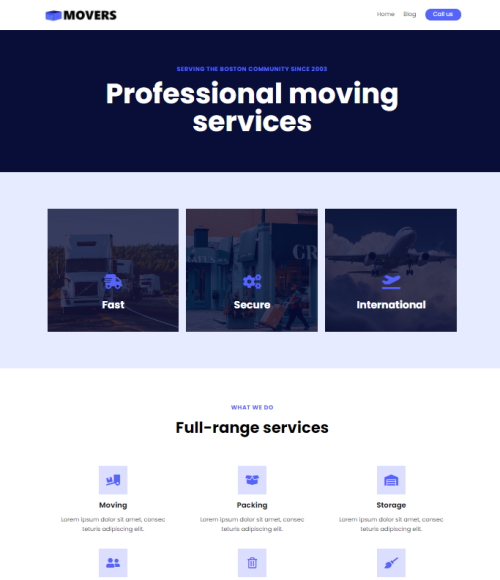 MOVERS
Home Blog Call us
SERVING THE BOSTON COMMUNITY SINCE 2003
Professional moving
services
Fast Secure International
WHAT WE DO
Full-range services
Moving Packing Storage
Lorem ipsum dolor sit amet, consec Lorem ipsum dolor sit amet, consec Lorem ipsum dolor sit amet, consec
teturis adipiscing elit. teturis adipiscing elit. teturis adipiscing elit.